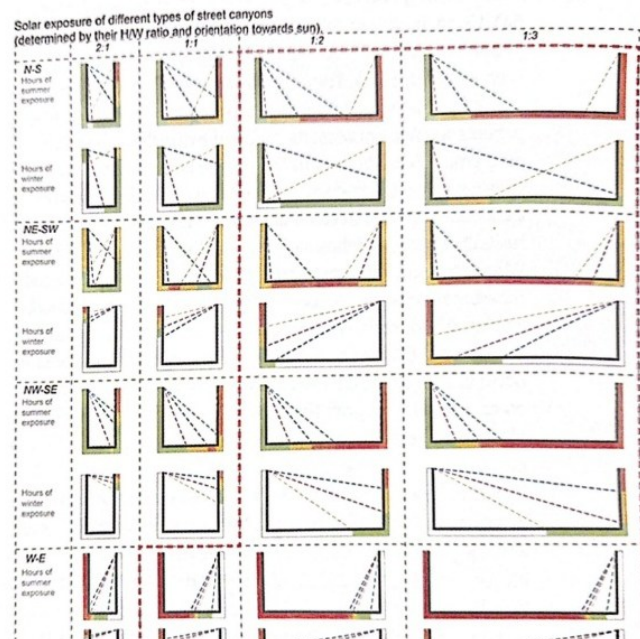 Solar exposure of different types of street canyons
(determined by their H/W ratio and orientation towards sun).
2:1 1:1 1:2 1:3
N-S
Hours of
summer
exposure
Hours of
winter
exposure
NE-SW
Hours of
summer
exposure
Hours of
winter
exposure
NW-SE
Hours of
summer
exposure
Hours of
winter
exposure
W-E
Hours of
summer
exposure